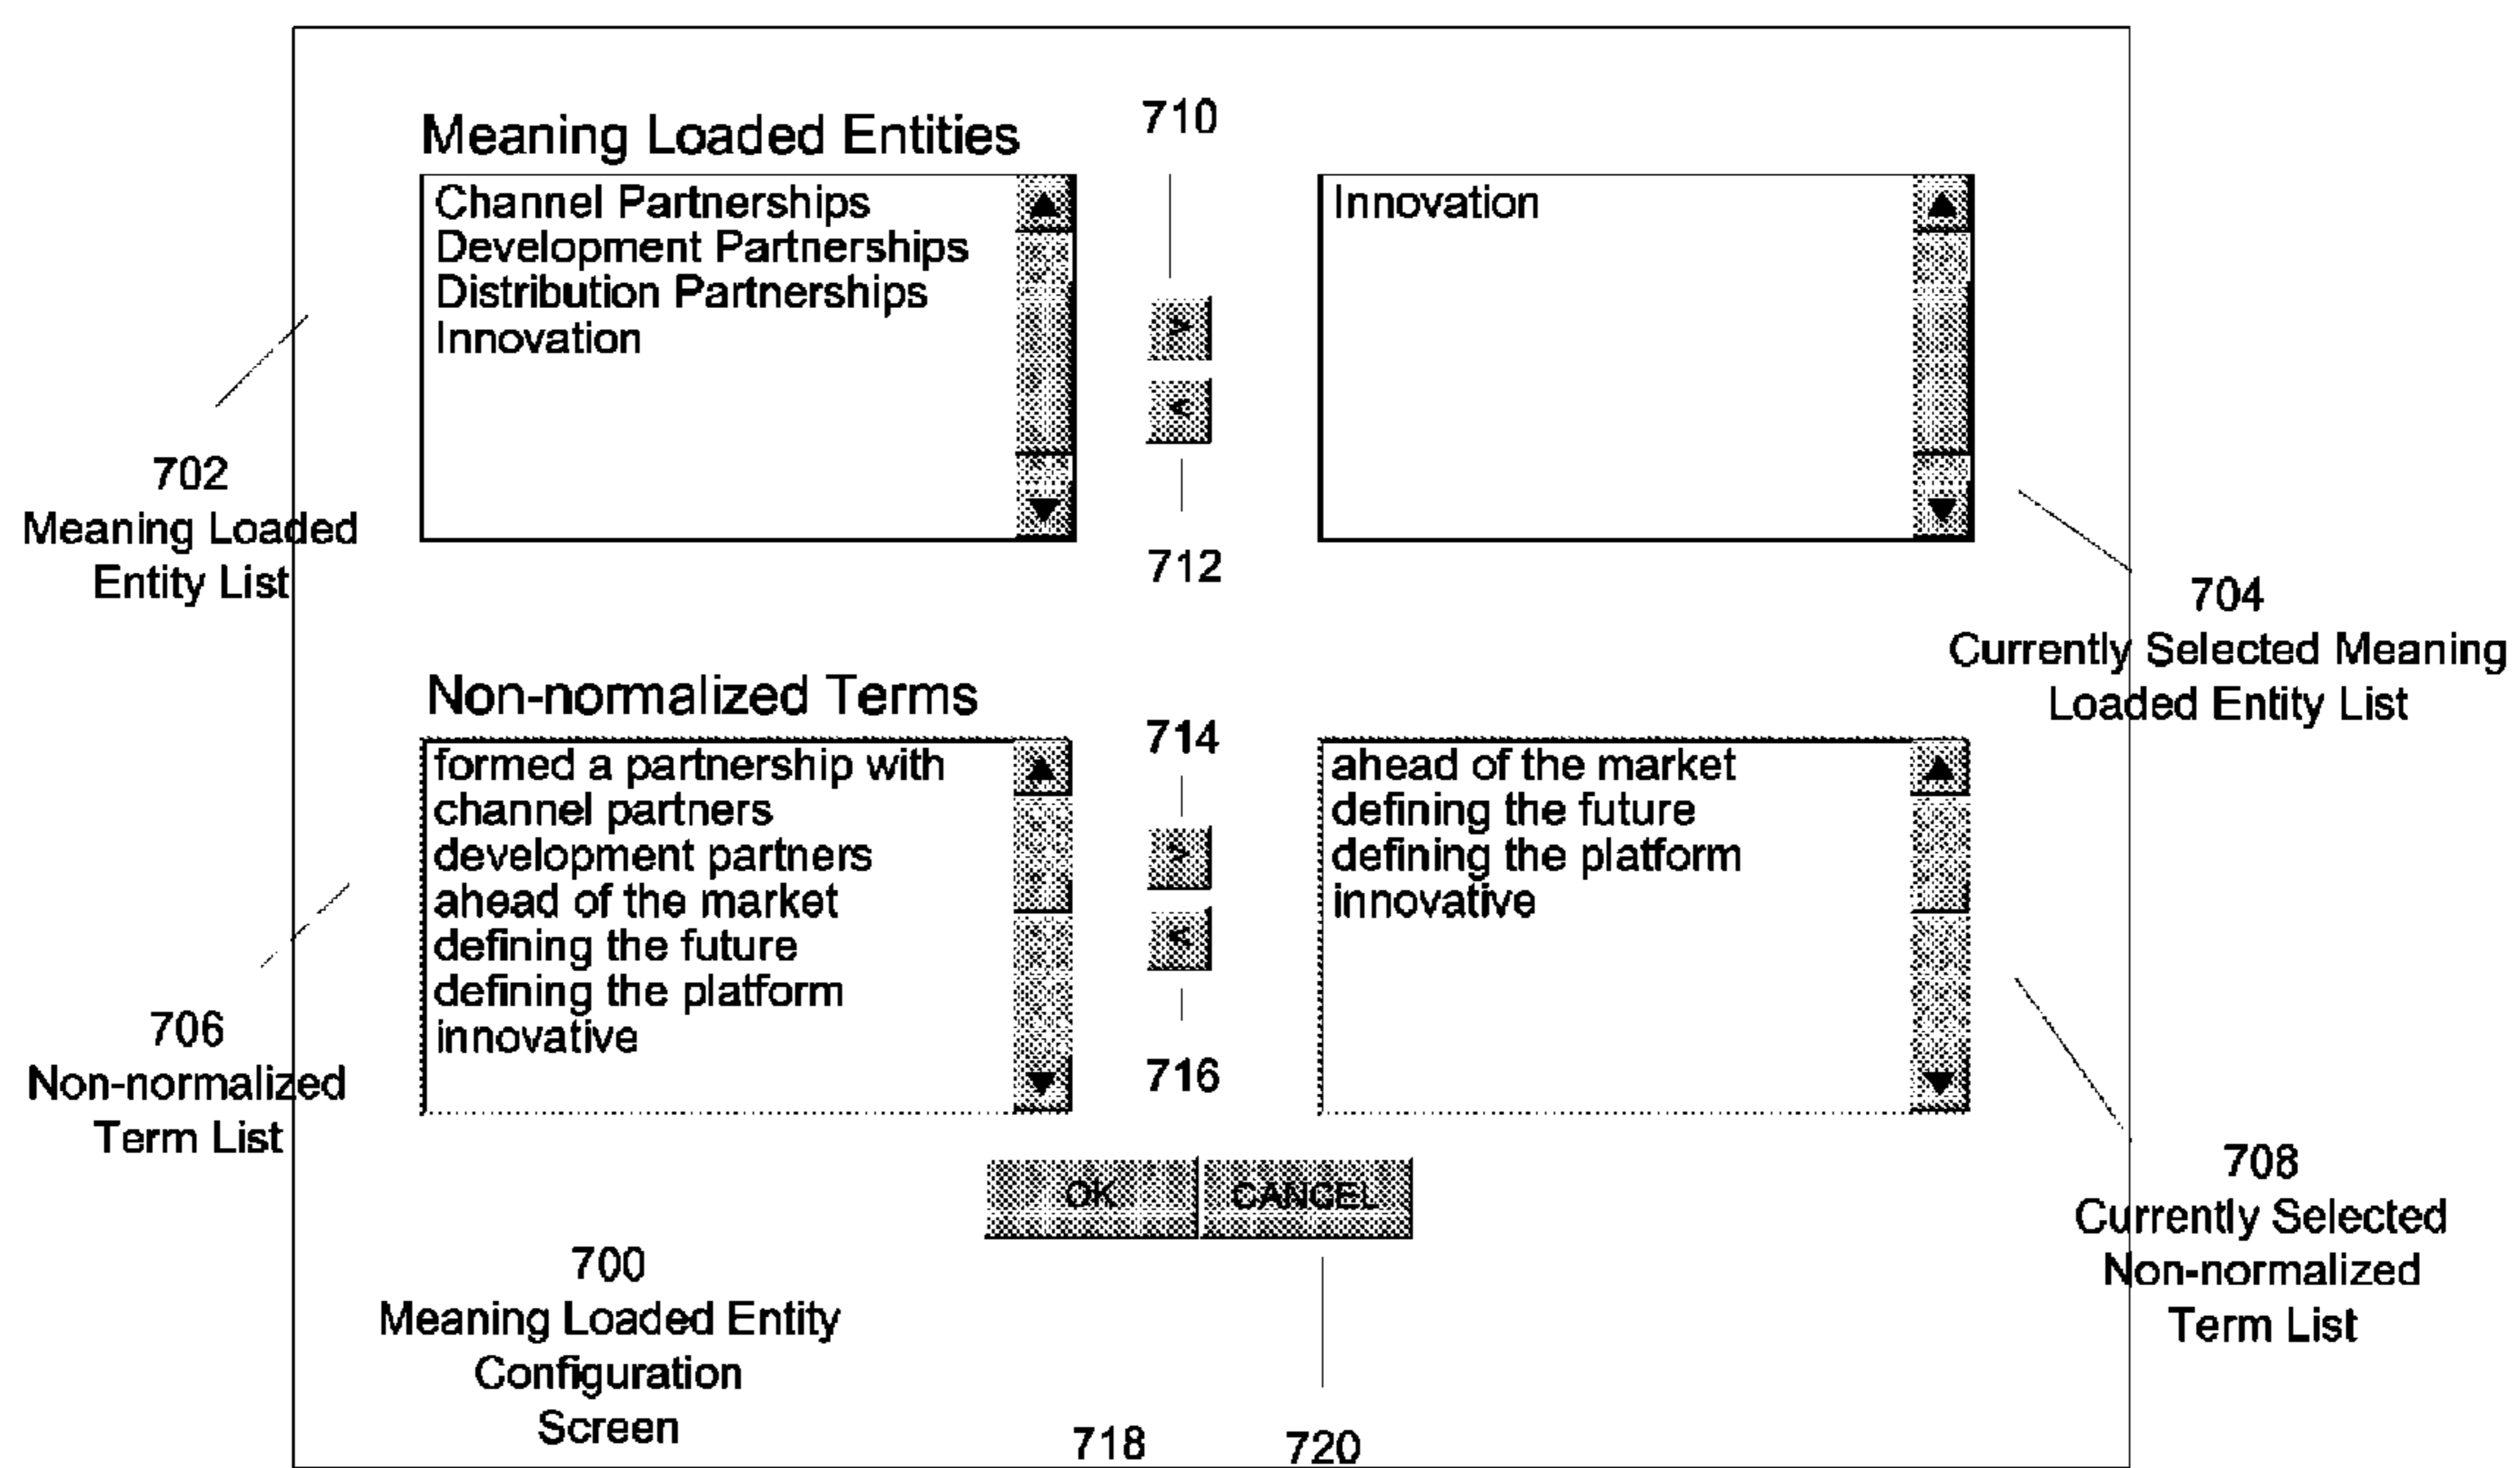 710
Meaning Loaded Entities
Channel Partnerships
Development Partnerships
Distribution Partnerships
Innovation
Innovation
>
<
702
Meaning Loaded
Entity List
712
704
Currently Selected Meaning
Loaded Entity List
Non-normalized Terms
714
formed a partnership with
channel partners
development partners
ahead of the market
defining the future
defining the platform
innovative
>
<
ahead of the market
defining the future
defining the platform
innovative
706
Non-normalized
Term List
716
708
Currently Selected
Non-normalized
Term List
OK
CANCEL
700
Meaning Loaded Entity
Configuration
Screen
718
720